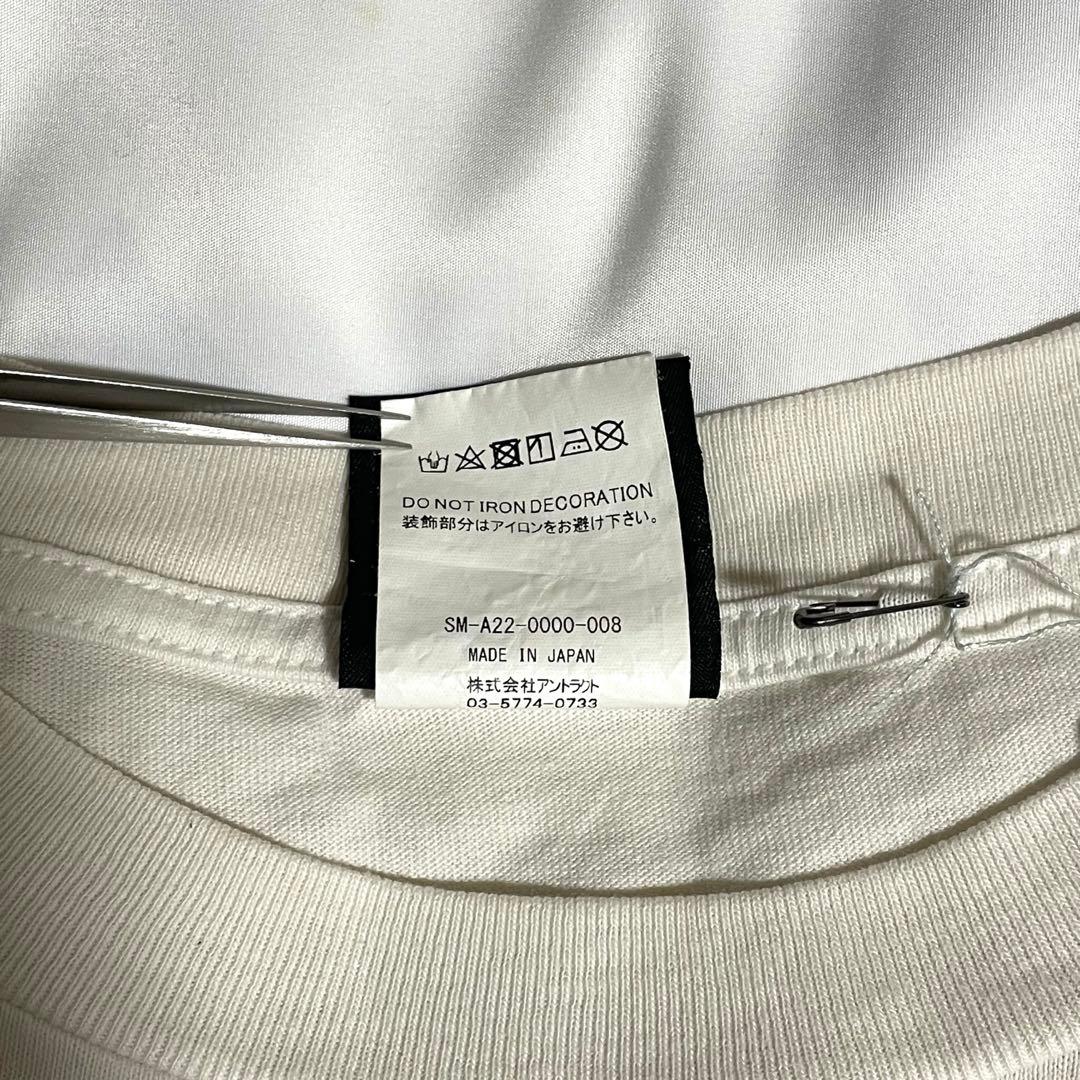 DO NOT IRON DECORATION
装飾部分はアイロンをお避け下さい。
SM-A22-0000-008
MADE IN JAPAN
株式会社アントラクト
03-5774-0733